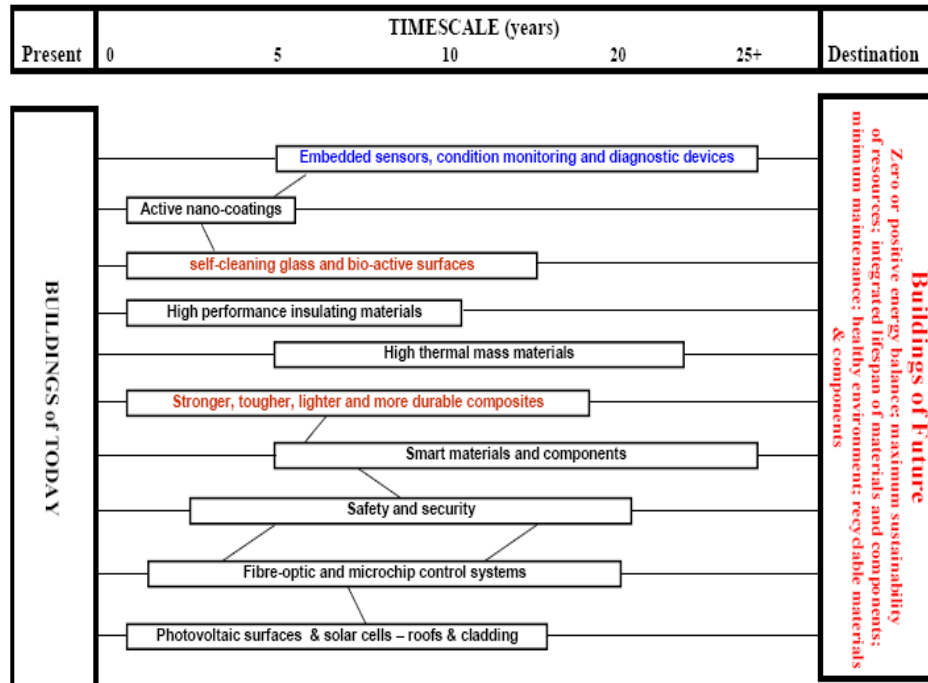 TIMESCALE (years)
Present 0 5 10 20 25+ Destination
BUILDINGS of TODAY
Embedded sensors, condition monitoring and diagnostic devices
Active nano-coatings
self-cleaning glass and bio-active surfaces
High performance insulating materials
High thermal mass materials
Stronger, tougher, lighter and more durable composites
Smart materials and components
Safety and security
Fibre-optic and microchip control systems
Photovoltaic surfaces & solar cells – roofs & cladding
Buildings of Future
Zero or positive energy balance; maximum sustainability
of resources; integrated lifespan of materials and components;
minimum maintenance; healthy environment; recyclable materials
& components